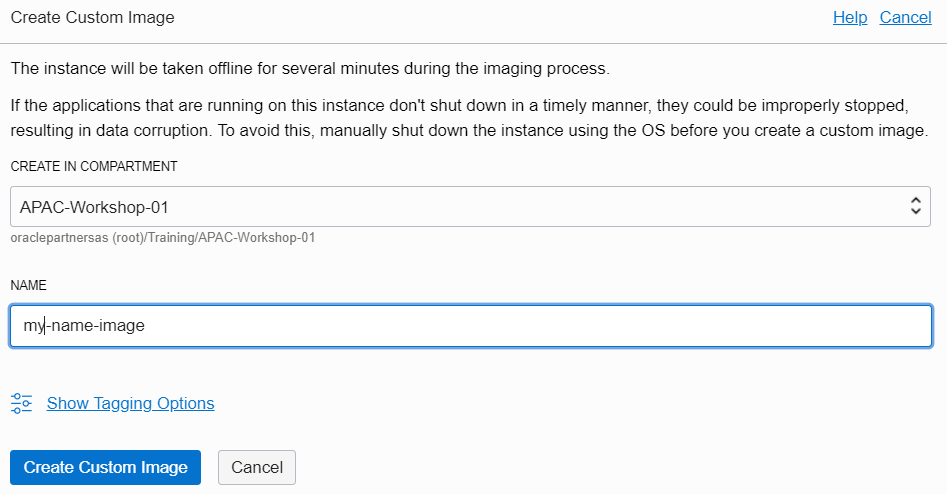 Create Custom Image Help Cancel
The instance will be taken offline for several minutes during the imaging process.
If the applications that are running on this instance don't shut down in a timely manner, they could be improperly stopped,
resulting in data corruption. To avoid this, manually shut down the instance using the OS before you create a custom image.
CREATE IN COMPARTMENT
APAC-Workshop-01
oraclepartnersas (root)/Training/APAC-Workshop-01
NAME
my-name-image
Show Tagging Options
Create Custom Image Cancel